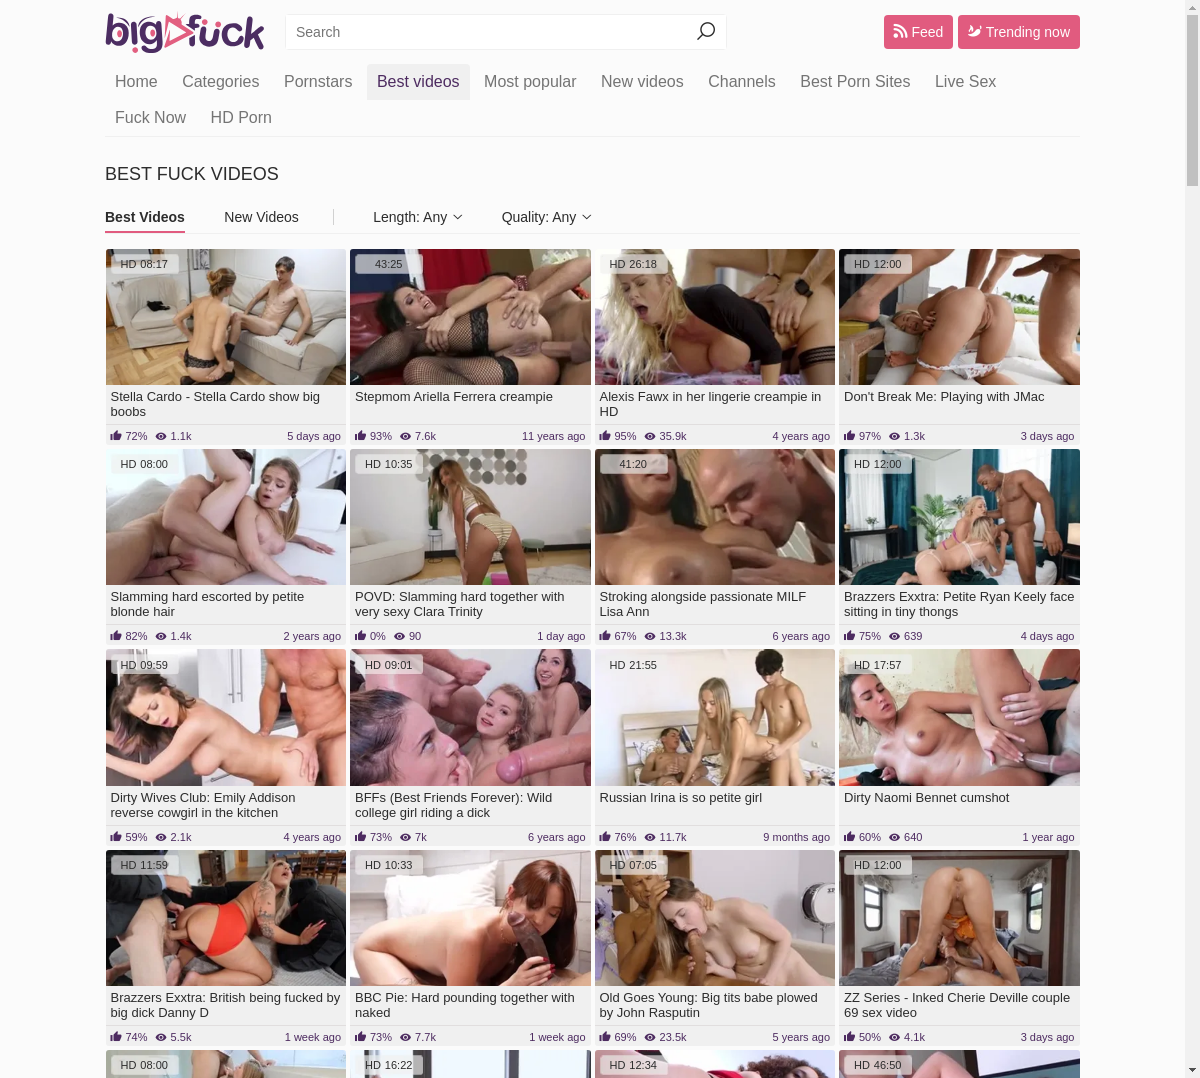 bigfuck
Search
Feed
Trending now
Home
Categories
Pornstars
Best videos
Most popular
New videos
Channels
Best Porn Sites
Live Sex
Fuck Now
HD Porn
BEST FUCK VIDEOS
Best Videos
New Videos
Length: Any
Quality: Any
HD 08:17
Stella Cardo - Stella Cardo show big
boobs
72% 1.1k 5 days ago
43:25
Stepmom Ariella Ferrera creampie
93% 7.6k 11 years ago
HD 26:18
Alexis Fawx in her lingerie creampie in
HD
95% 35.9k 4 years ago
HD 12:00
Don't Break Me: Playing with JMac
97% 1.3k 3 days ago
HD 08:00
Slamming hard escorted by petite
blonde hair
82% 1.4k 2 years ago
HD 10:35
POVD: Slamming hard together with
very sexy Clara Trinity
0% 90 1 day ago
41:20
Stroking alongside passionate MILF
Lisa Ann
67% 13.3k 6 years ago
HD 12:00
Brazzers Exxtra: Petite Ryan Keely face
sitting in tiny thongs
75% 639 4 days ago
HD 09:59
Dirty Wives Club: Emily Addison
reverse cowgirl in the kitchen
59% 2.1k 4 years ago
HD 09:01
BFFs (Best Friends Forever): Wild
college girl riding a dick
73% 7k 6 years ago
HD 21:55
Russian Irina is so petite girl
76% 11.7k 9 months ago
HD 17:57
Dirty Naomi Bennet cumshot
60% 640 1 year ago
HD 11:59
Brazzers Exxtra: British being fucked by
big dick Danny D
74% 5.5k 1 week ago
HD 10:33
BBC Pie: Hard pounding together with
naked
73% 7.7k 1 week ago
HD 07:05
Old Goes Young: Big tits babe plowed
by John Rasputin
69% 23.5k 5 years ago
HD 12:00
ZZ Series - Inked Cherie Deville couple
69 sex video
50% 4.1k 3 days ago
HD 08:00
HD 16:22
HD 12:34
HD 46:50